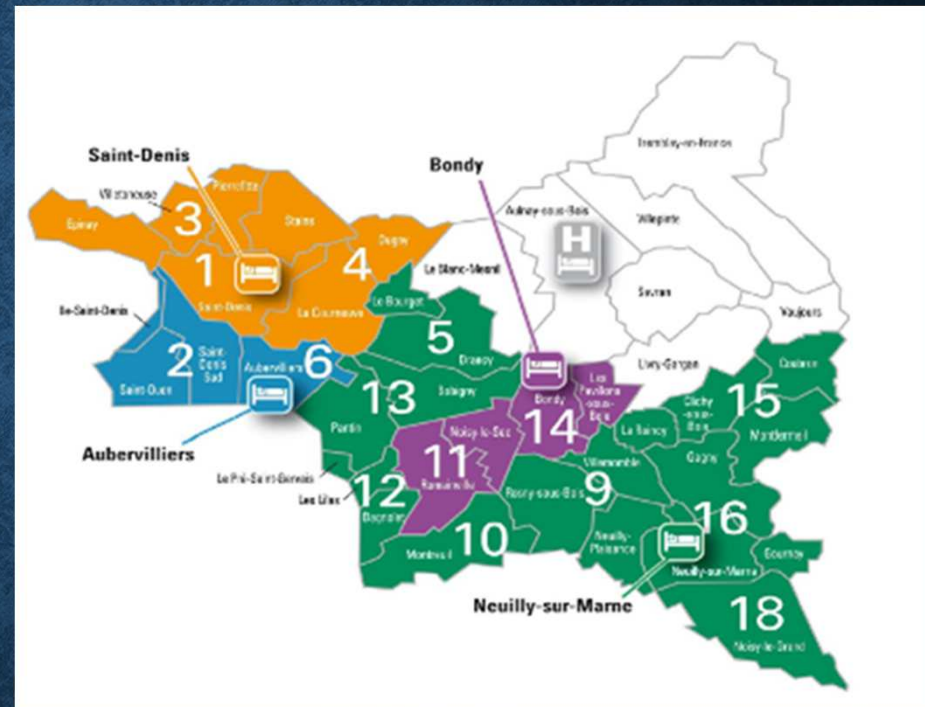 Saint-Denis
Bondy
Tremblay-en-France
Villetaneuse
Pierrefitte
3
Epinay
Stains
Aulnay-sous-Bois
Villepinte
Dugny
H
4
1
Le Blanc-Mesnil
Saint-Denis
La Courneuve
Le Bourget
Sevran
Vaujours
Ile-Saint-Denis
5
Drancy
Livry-Gargan
Coubron
2
Saint-
Denis
Sud
Aubervilliers
6
Saint-Ouen
13
Bobigny
Bondy
14
Les
Pavillons
-sous-
Bois
Clichy
-sous-
Bois
15
Montfermeil
Aubervilliers
Pantin
Noisy-le-Sec
11
Romainville
Le Raincy
Gagny
Le Pré-Saint-Gervais
Les Lilas
12
Bagnolet
Villemomble
Rosny-sous-Bois
9
Montreuil
10
Neuilly-
Plaisance
16
Neuilly-sur-Marne
Gournay
Neuilly-sur-Marne
18
Noisy-le-Grand